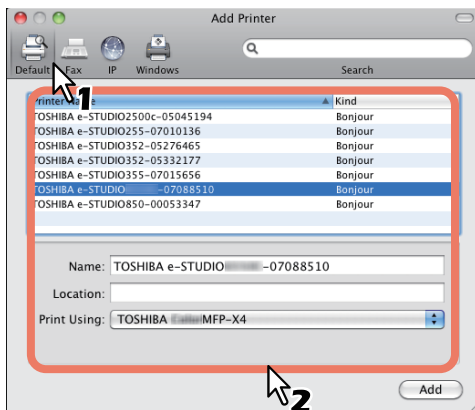 Add Printer
Default Fax IP Windows Search
1
Printer Name Kind
TOSHIBA e-STUDIO2500c-05045194 Bonjour
TOSHIBA e-STUDIO255-07010136 Bonjour
TOSHIBA e-STUDIO352-05276465 Bonjour
TOSHIBA e-STUDIO352-05332177 Bonjour
TOSHIBA e-STUDIO355-07015656 Bonjour
TOSHIBA e-STUDIO -07088510 Bonjour
TOSHIBA e-STUDIO850-00053347 Bonjour
Name: TOSHIBA e-STUDIO -07088510
Location:
Print Using: TOSHIBA MFP-X4
2
Add